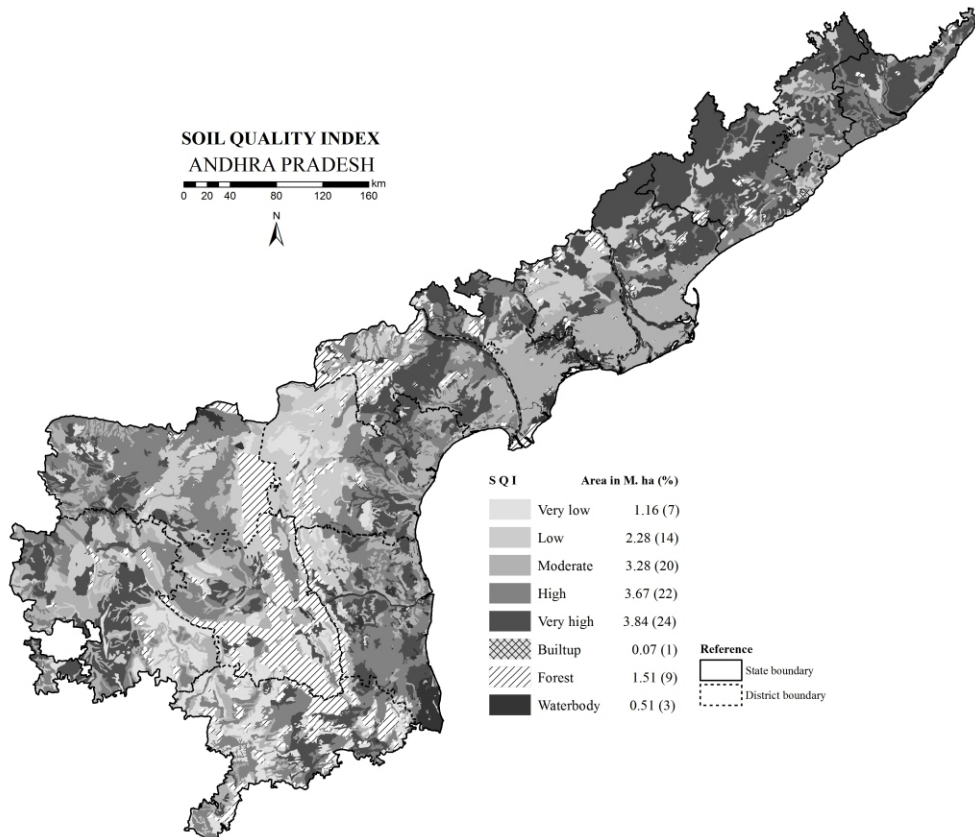 SOIL QUALITY INDEX
ANDHRA PRADESH
km
0 20 40 80 120 160
N
S Q I Area in M. ha (%)
Very low 1.16 (7)
Low 2.28 (14)
Moderate 3.28 (20)
High 3.67 (22)
Very high 3.84 (24)
Builtup 0.07 (1)
Forest 1.51 (9)
Waterbody 0.51 (3)
Reference
State boundary
District boundary